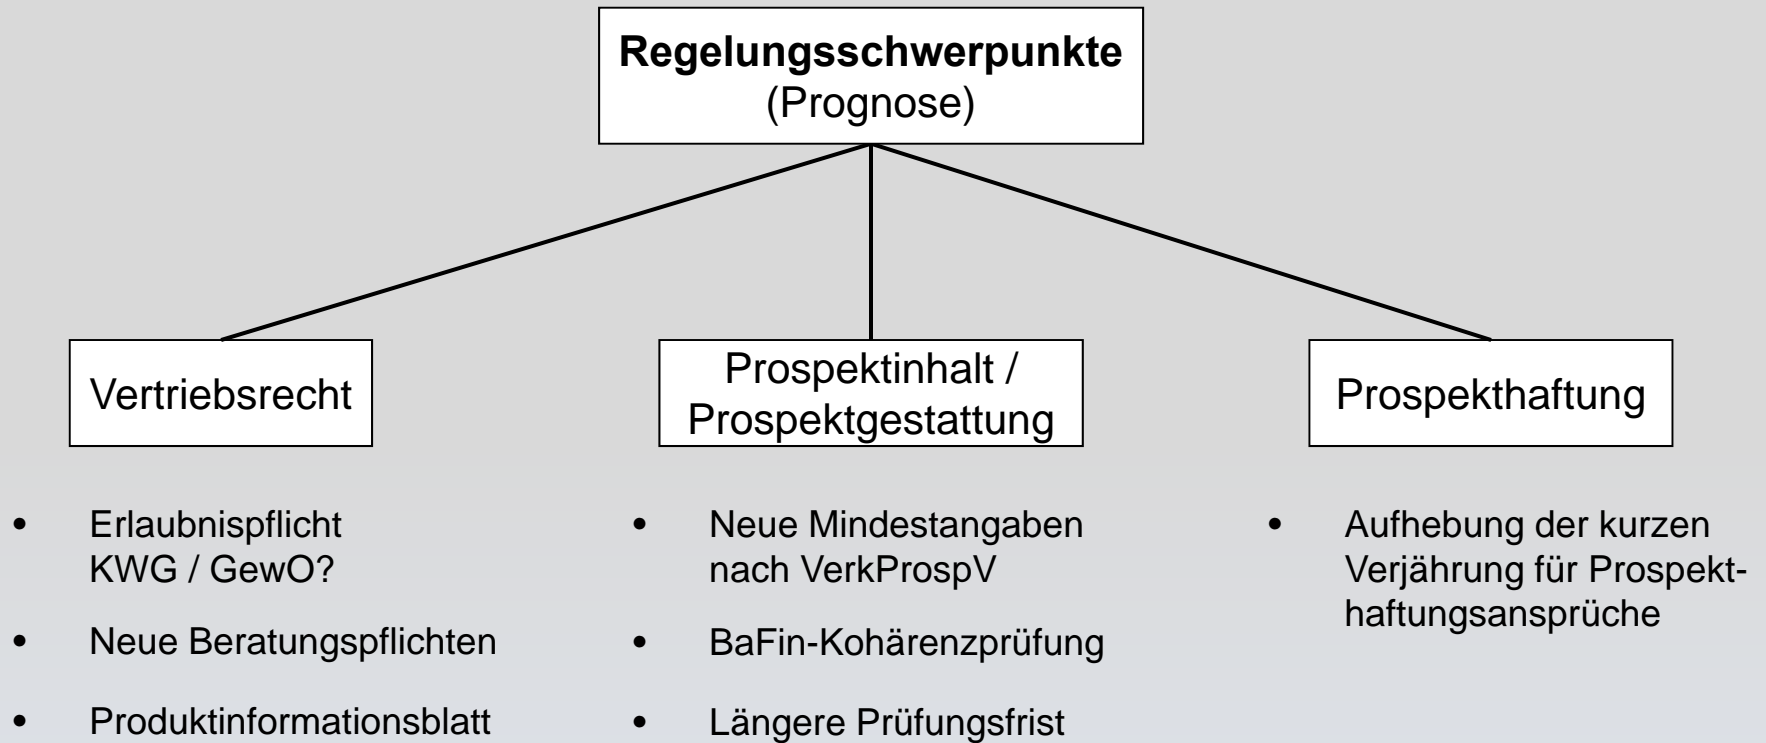 Regelungsschwerpunkte
(Prognose)
Vertriebsrecht
Prospektinhalt /
Prospektgestattung
Prospekthaftung
• Erlaubnispflicht
KWG / GewO?
• Neue Beratungspflichten
• Produktinformationsblatt
• Neue Mindestangaben
nach VerkProspV
• BaFin-Kohärenzprüfung
• Längere Prüfungsfrist
• Aufhebung der kurzen
Verjährung für Prospekt-
haftungsansprüche